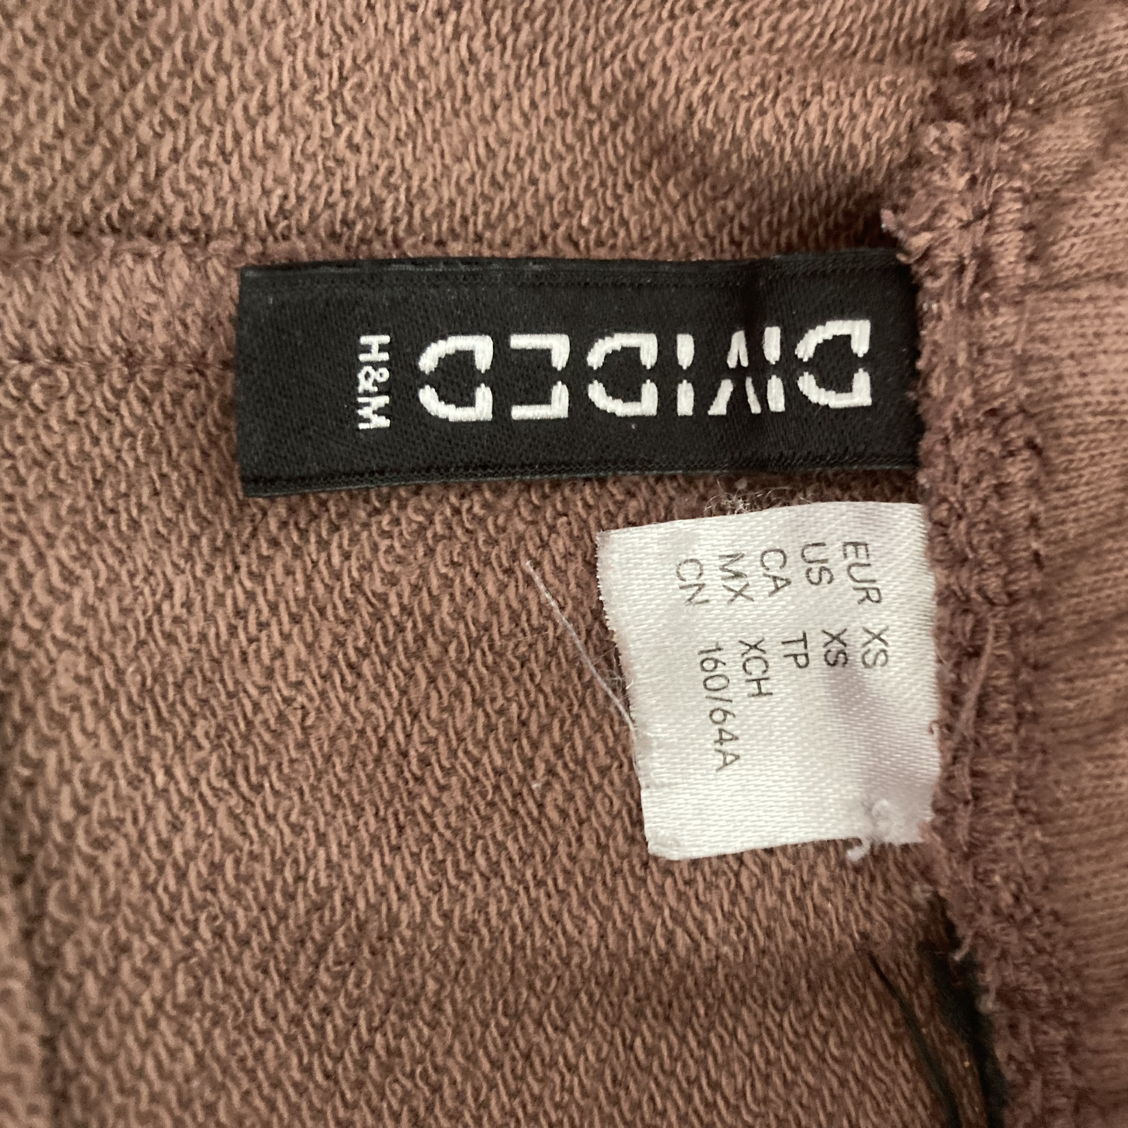 DIVIDED
H&M
EUR XS
US XS
CA TP
MX XCH
CN 160/64A